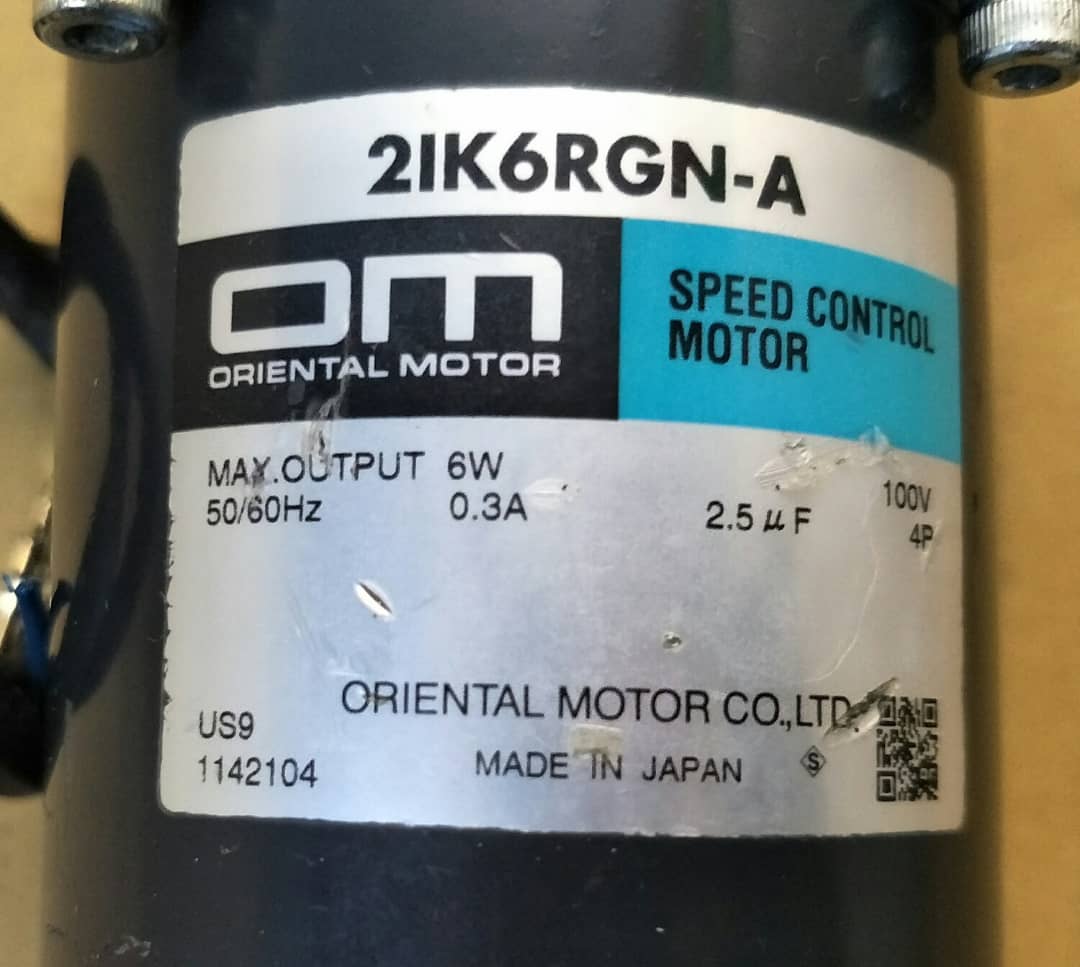 2IK6RGN-A
OM
ORIENTAL MOTOR
SPEED CONTROL
MOTOR
MAX.OUTPUT 6W
50/60Hz 0.3A 2.5μF 100V
4P
ORIENTAL MOTOR CO.,LTD.
US9
1142104 MADE IN JAPAN S